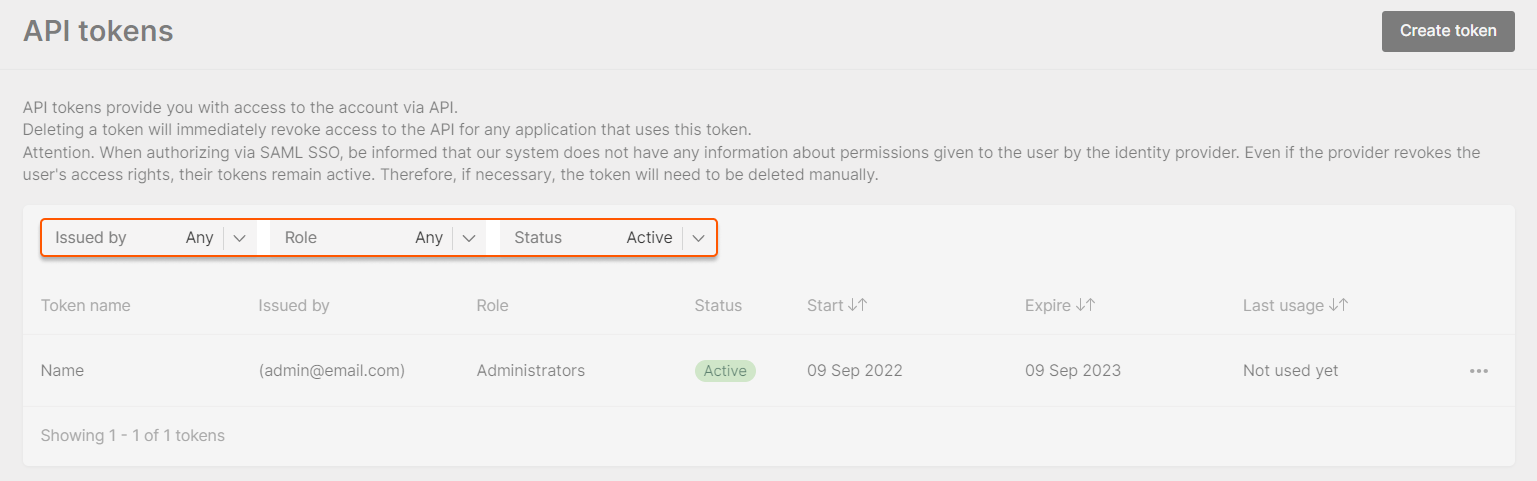 API tokens
Create token
API tokens provide you with access to the account via API.
Deleting a token will immediately revoke access to the API for any application that uses this token.
Attention. When authorizing via SAML SSO, be informed that our system does not have any information about permissions given to the user by the identity provider. Even if the provider revokes the
user's access rights, their tokens remain active. Therefore, if necessary, the token will need to be deleted manually.
Issued by Any Role Any Status Active
Token name Issued by Role Status Start Expire Last usage
Name (admin@email.com) Administrators Active 09 Sep 2022 09 Sep 2023 Not used yet
Showing 1 - 1 of 1 tokens